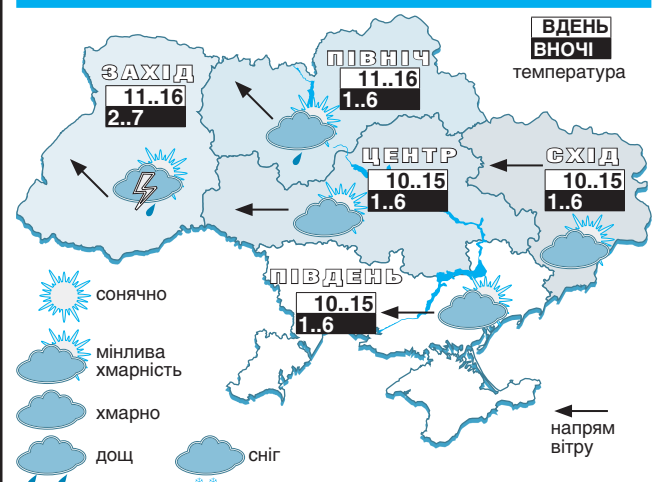 ВДЕНЬ
ВНОЧІ
температура
ПІВНІЧ
11..16
1..6
ЗАХІД
11..16
2..7
ЦЕНТР
10..15
1..6
СХІД
10..15
1..6
ПІВДЕНЬ
10..15
1..6
сонячно
мінлива
хмарність
хмарно
дощ
сніг
напрям
вітру